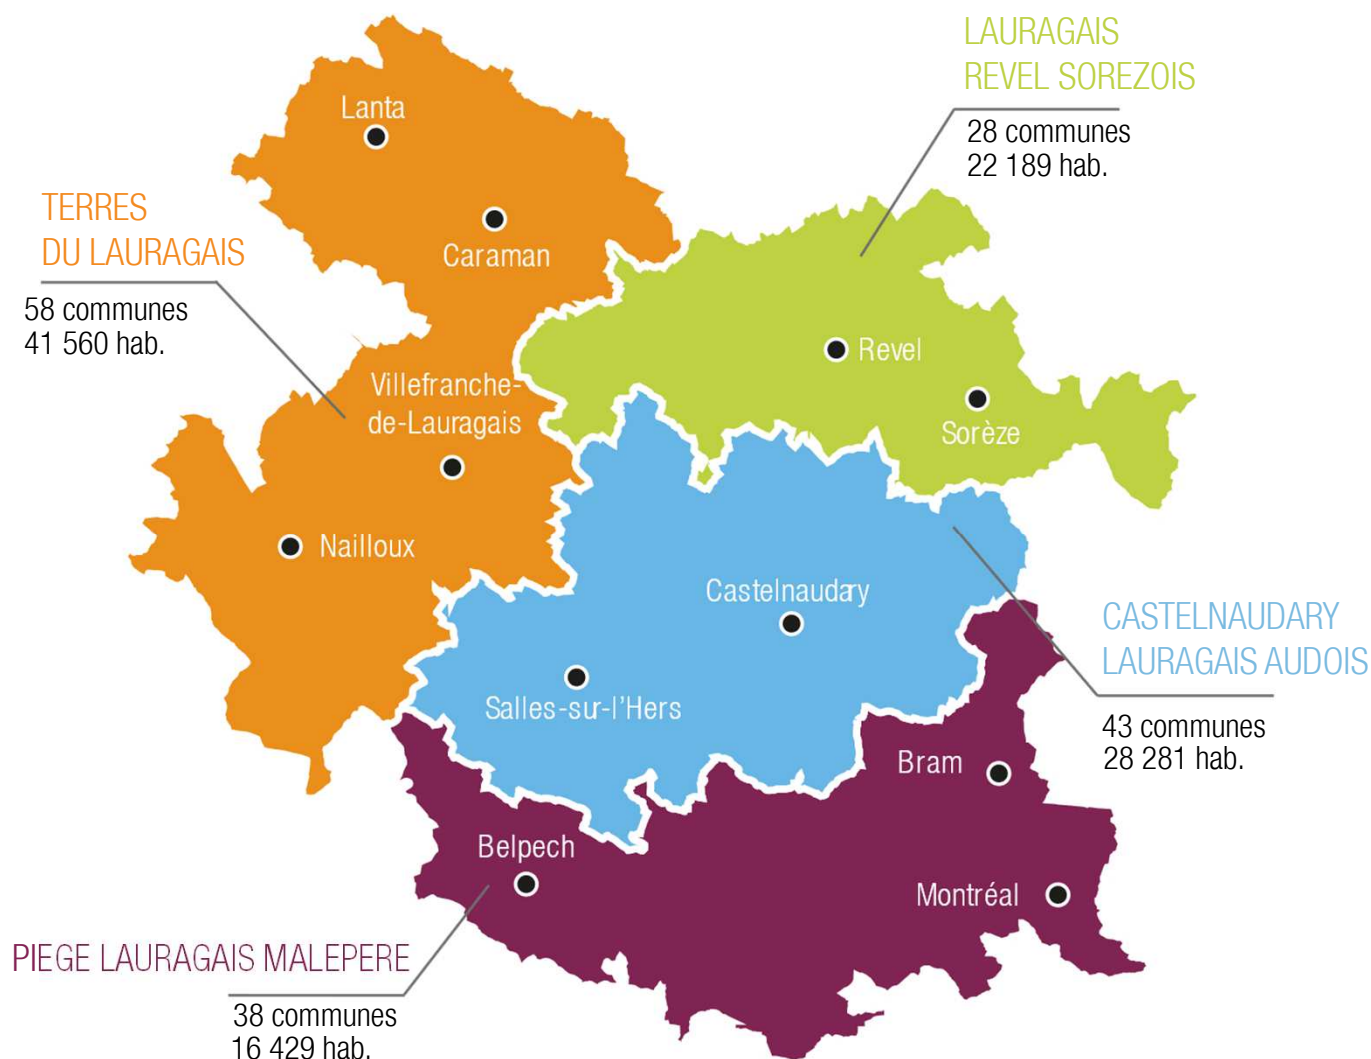 LAURAGAIS
REVEL SOREZOIS
28 communes
22 189 hab.
Lanta
Caraman
TERRES
DU LAURAGAIS
58 communes
41 560 hab.
Revel
Sorèze
Villefranche-
de-Lauragais
Nailloux
Castelnaudary
Salles-sur-l'Hers
CASTELNAUDARY
LAURAGAIS AUDOIS
43 communes
28 281 hab.
Bram
Belpech
Montréal
PIEGE LAURAGAIS MALEPERE
38 communes
16 429 hab.